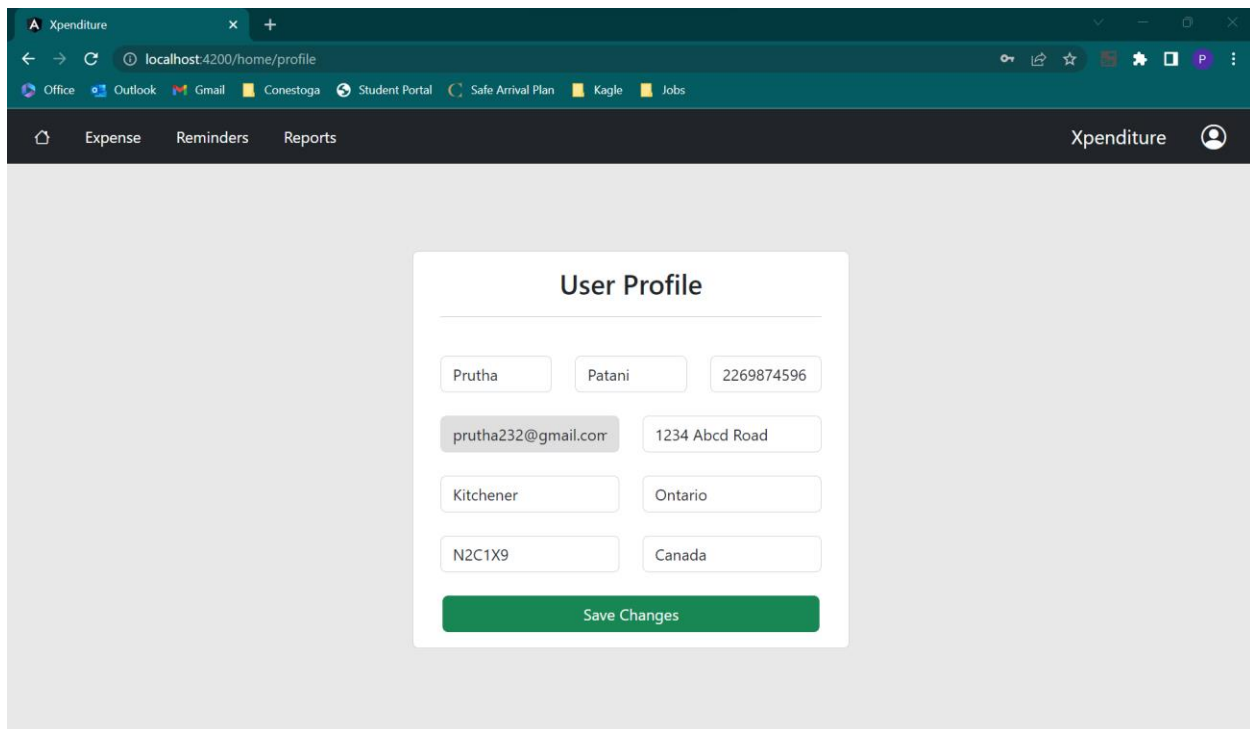 Xpenditure
localhost:4200/home/profile
Office Outlook Gmail Conestoga Student Portal Safe Arrival Plan Kagle Jobs
P
Expense Reminders Reports Xpenditure
User Profile
Prutha Patani 2269874596
prutha232@gmail.com 1234 Abcd Road
Kitchener Ontario
N2C1X9 Canada
Save Changes